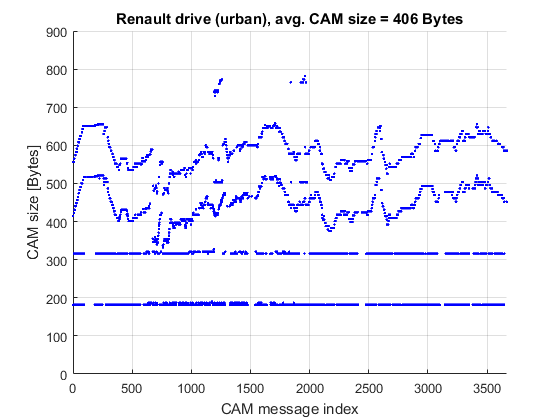 Renault drive (urban), avg. CAM size = 406 Bytes
900
800
700
600
500
400
300
200
100
0
CAM size [Bytes]
0 500 1000 1500 2000 2500 3000 3500
CAM message index